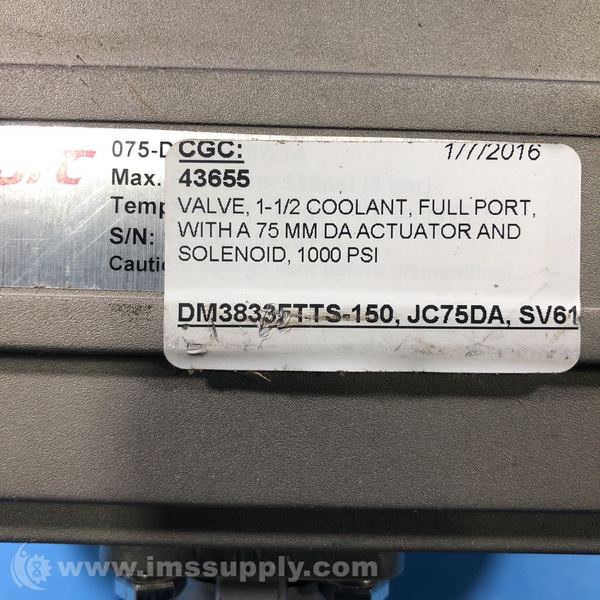 075-D
Max.
Temp
S/N:
Cautio
CGC: 1/7/2016
43655
VALVE, 1-1/2 COOLANT, FULL PORT,
WITH A 75 MM DA ACTUATOR AND
SOLENOID, 1000 PSI
DM3833FTTS-150, JC75DA, SV61
www.imssupply.com